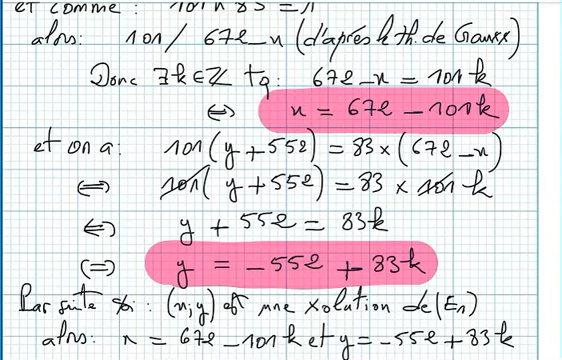 et comme : 101 ∧ 83 = 1
alors : 101 / 672 - x (d'après le th. de Gauss)
Donc ∃k ∈ ℤ tq : 672 - x = 101k
⇔ x = 672 - 101k
et on a : 101(y + 552) = 83 × (672 - x)
⇔ 101(y + 552) = 83 × 101 k
⇔ y + 552 = 83k
⇔ y = -552 + 83k
Par suite si : (x; y) est une solution de (E₁)
alors : x = 672 - 101k et y = -552 + 83k